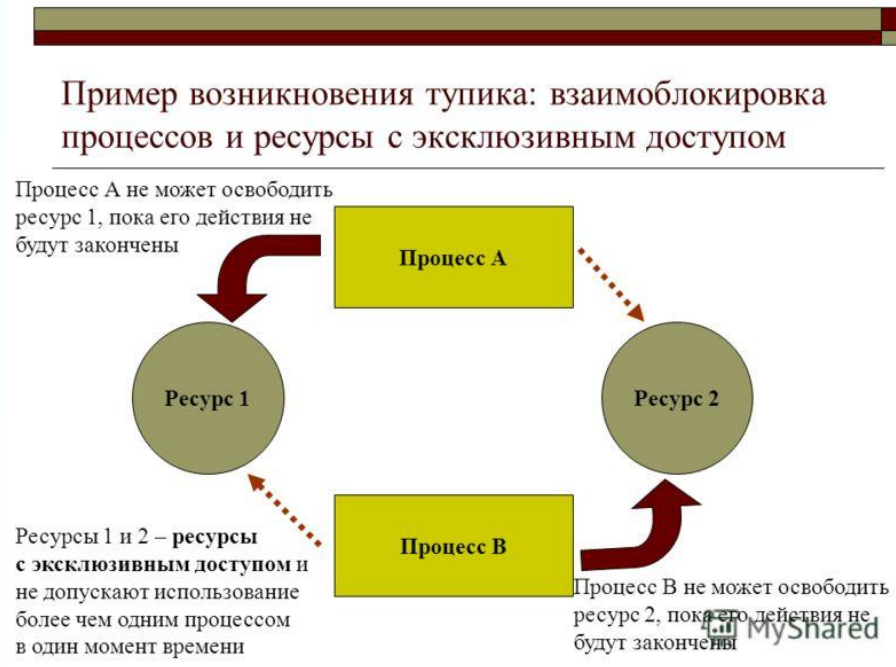 Пример возникновения тупика: взаимоблокировка
процессов и ресурсы с эксклюзивным доступом
Процесс А не может освободить
ресурс 1, пока его действия не
будут закончены
Процесс А
Ресурс 1
Ресурс 2
Ресурсы 1 и 2 – ресурсы
с эксклюзивным доступом и
не допускают использование
более чем одним процессом
в один момент времени
Процесс В
Процесс В не может освободить
ресурс 2, пока его действия не
будут закончены
MyShared